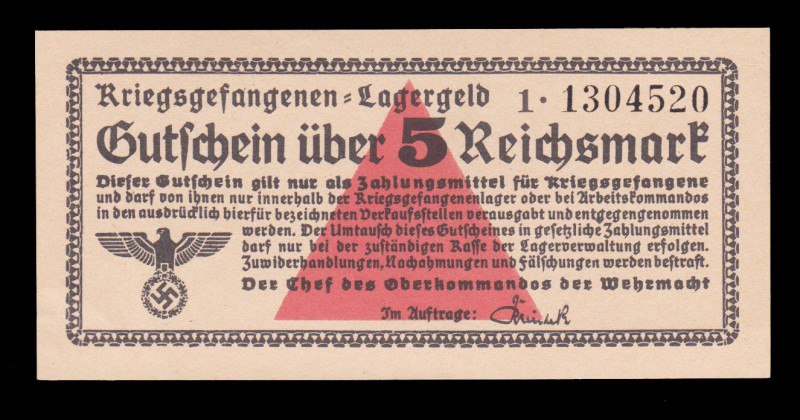 Kriegsgefangenen-Lagergeld 1 · 1304520
Gutschein über 5 Reichsmark
Dieser Gutschein gilt nur als Zahlungsmittel für Kriegsgefangene
und darf von ihnen nur innerhalb der Kriegsgefangenenlager oder bei Arbeitskommandos
in den ausdrücklich hierfür bezeichneten Verkaufsstellen verausgabt und entgegengenommen
werden. Der Umtausch dieses Gutscheines in gesetzliche Zahlungsmittel
darf nur bei der zuständigen Kasse der Lagerverwaltung erfolgen.
Zuwiderhandlungen, Nachahmungen und Fälschungen werden bestraft.
Der Chef des Oberkommandos der Wehrmacht
Im Auftrage: